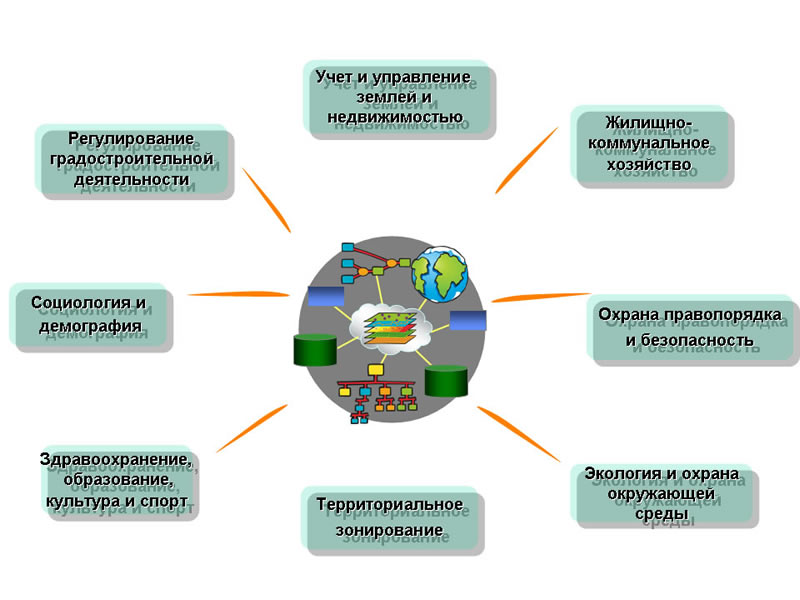 Учет и управление
землей и
недвижимостью
Регулирование
градостроительной
деятельности
Жилищно-
коммунальное
хозяйство
Социология и
демография
Охрана правопорядка
и безопасность
Здравоохранение,
образование,
культура и спорт
Территориальное
зонирование
Экология и охрана
окружающей
среды